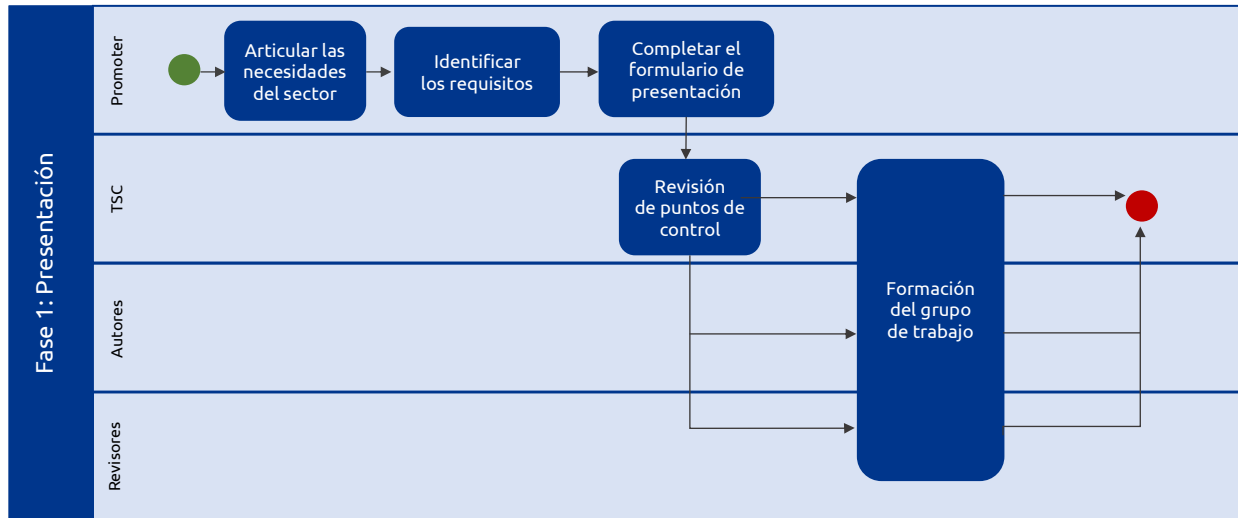 Fase 1: Presentación
Promoter
Articular las
necesidades
del sector
Identificar
los requisitos
Completar el
formulario de
presentación
TSC
Revisión
de puntos de
control
Formación
del grupo
de trabajo
Autores
Revisores